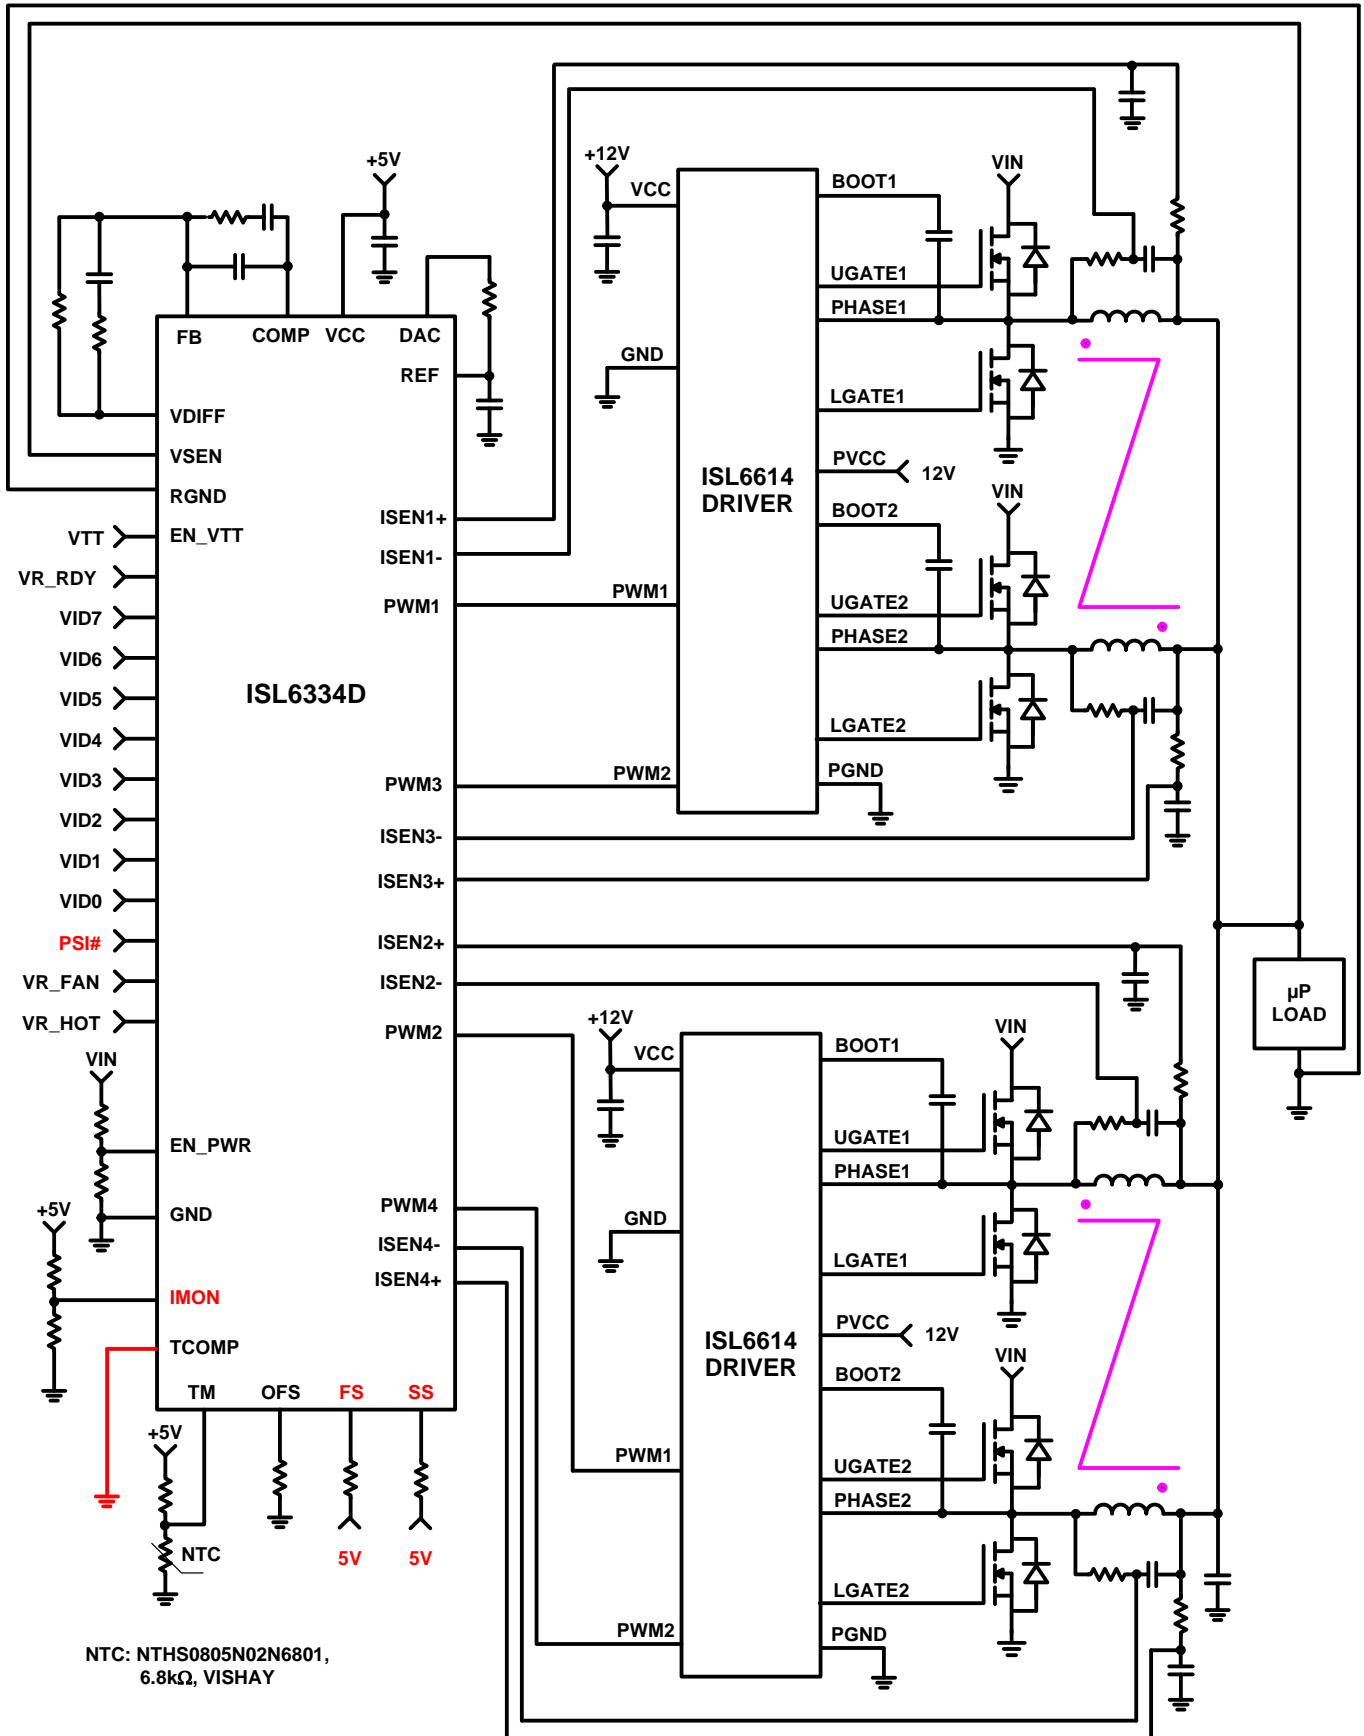 +5V
+12V
VCC
BOOT1
VIN
UGATE1
PHASE1
FB
COMP
VCC
DAC
GND
REF
LGATE1
VDIFF
VSEN
PVCC
12V
ISL6614
DRIVER
RGND
VIN
ISEN1+
BOOT2
VTT
EN_VTT
ISEN1-
VR_RDY
PWM1
PWM1
UGATE2
VID7
PHASE2
VID6
ISL6334D
VID5
VID4
LGATE2
VID3
PWM3
PWM2
PGND
VID2
ISEN3-
VID1
ISEN3+
VID0
PSI#
ISEN2+
VR_FAN
ISEN2-
µP
LOAD
VR_HOT
PWM2
+12V
VCC
BOOT1
VIN
VIN
EN_PWR
UGATE1
PHASE1
+5V
GND
PWM4
GND
ISEN4-
LGATE1
ISEN4+
IMON
PVCC
12V
TCOMP
ISL6614
DRIVER
VIN
TM
OFS
FS
SS
BOOT2
+5V
PWM1
UGATE2
PHASE2
NTC
5V
5V
LGATE2
PWM2
PGND
NTC: NTHS0805N02N6801,
6.8kΩ, VISHAY